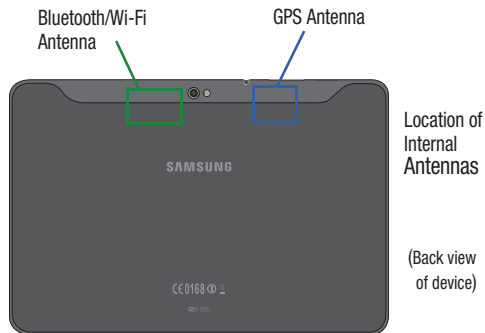 Bluetooth/Wi-Fi
Antenna
GPS Antenna
Location of
Internal
Antennas
SAMSUNG
(Back view
of device)
CE0168